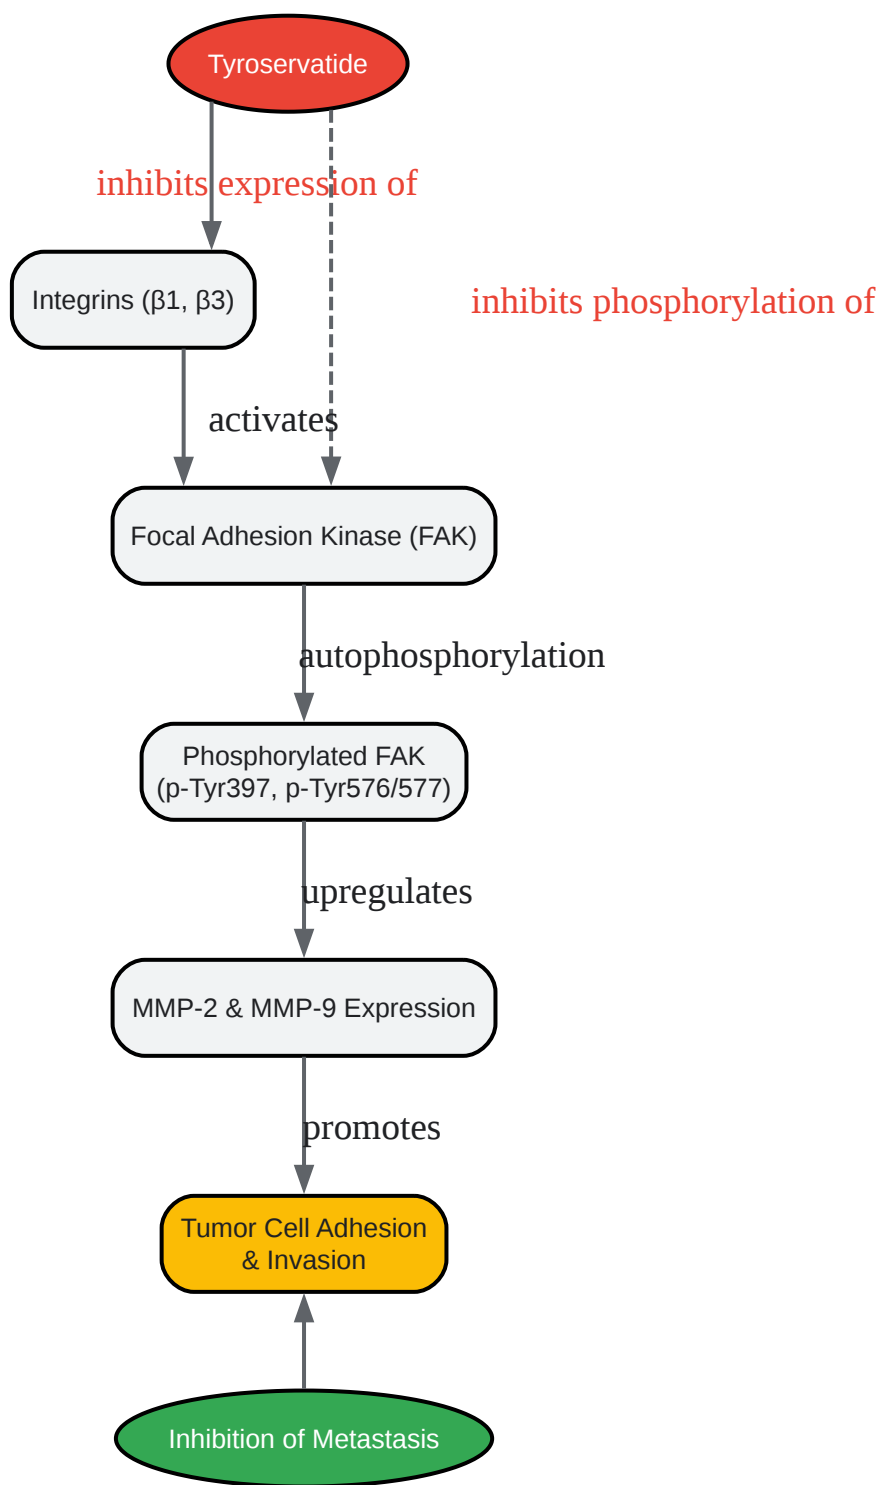 Tyroservatide
inhibits expression of
Integrins (β1, β3)
inhibits phosphorylation of
activates
Focal Adhesion Kinase (FAK)
autophosphorylation
Phosphorylated FAK
(p-Tyr397, p-Tyr576/577)
upregulates
MMP-2 & MMP-9 Expression
promotes
Tumor Cell Adhesion
& Invasion
Inhibition of Metastasis